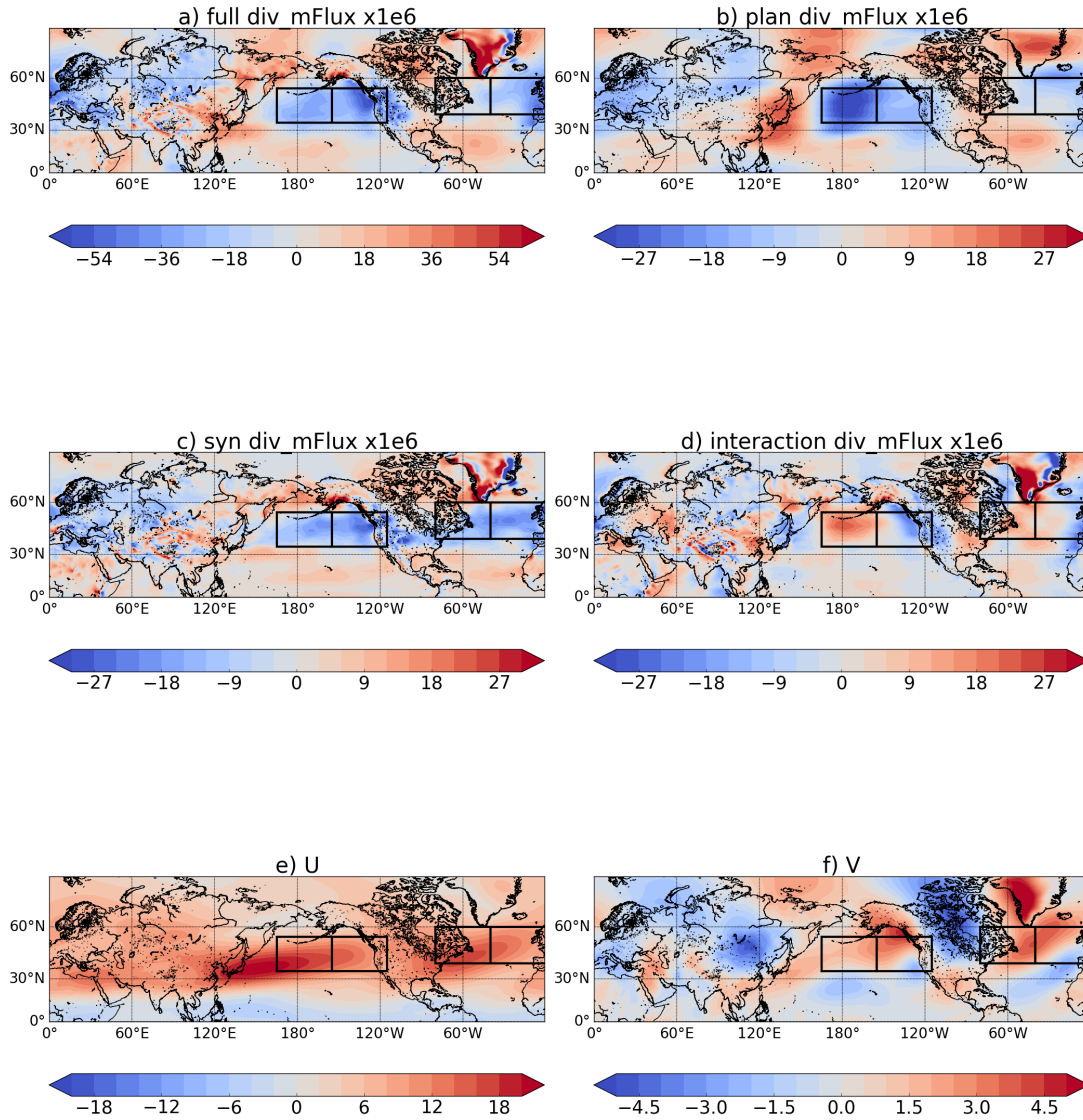 a) full div_mFlux x1e6
b) plan div_mFlux x1e6
60°N
30°N
0°
0° 60°E 120°E 180° 120°W 60°W
60°N
30°N
0°
0° 60°E 120°E 180° 120°W 60°W
−54 −36 −18 0 18 36 54
−27 −18 −9 0 9 18 27
c) syn div_mFlux x1e6
d) interaction div_mFlux x1e6
60°N
30°N
0°
0° 60°E 120°E 180° 120°W 60°W
60°N
30°N
0°
0° 60°E 120°E 180° 120°W 60°W
−27 −18 −9 0 9 18 27
−27 −18 −9 0 9 18 27
e) U
f) V
60°N
30°N
0°
0° 60°E 120°E 180° 120°W 60°W
60°N
30°N
0°
0° 60°E 120°E 180° 120°W 60°W
−18 −12 −6 0 6 12 18
−4.5 −3.0 −1.5 0.0 1.5 3.0 4.5